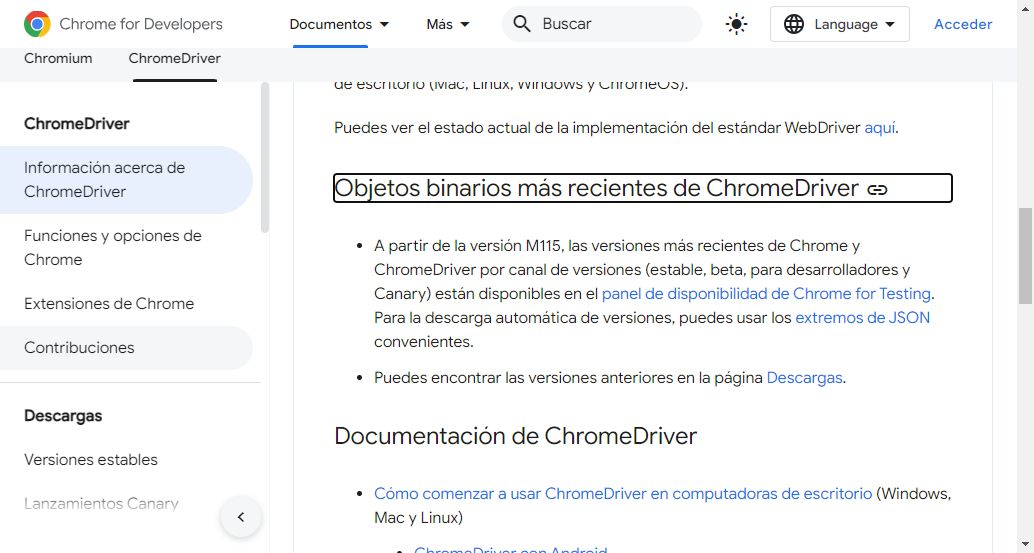 Chrome for Developers
Documentos
Más
Buscar
Language
Acceder
Chromium
ChromeDriver
ChromeDriver
Información acerca de
ChromeDriver
Funciones y opciones de
Chrome
Extensiones de Chrome
Contribuciones
Descargas
Versiones estables
Lanzamientos Canary
de escritorio (Mac, Linux, Windows y ChromeOS).
Puedes ver el estado actual de la implementación del estándar WebDriver aquí.
Objetos binarios más recientes de ChromeDriver
• A partir de la versión M115, las versiones más recientes de Chrome y
ChromeDriver por canal de versiones (estable, beta, para desarrolladores y
Canary) están disponibles en el panel de disponibilidad de Chrome for Testing.
Para la descarga automática de versiones, puedes usar los extremos de JSON
convenientes.
• Puedes encontrar las versiones anteriores en la página Descargas.
Documentación de ChromeDriver
• Cómo comenzar a usar ChromeDriver en computadoras de escritorio (Windows,
Mac y Linux)
• ChromeDriver con Android